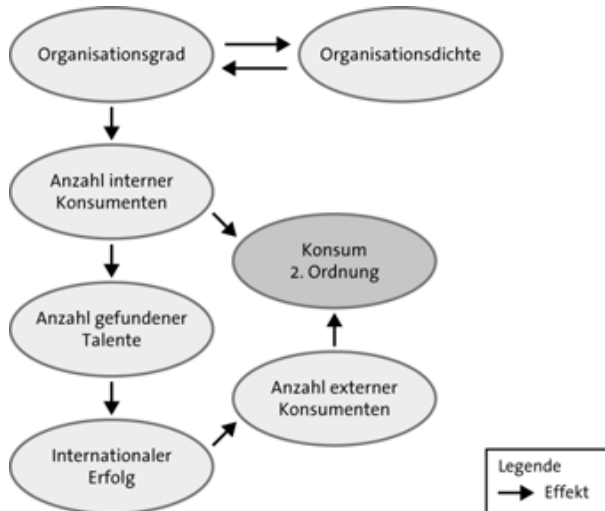 Organisationsgrad
Organisationsdichte
Anzahl interner
Konsumenten
Konsum
2. Ordnung
Anzahl gefundener
Talente
Anzahl externer
Konsumenten
Internationaler
Erfolg
Legende
Effekt